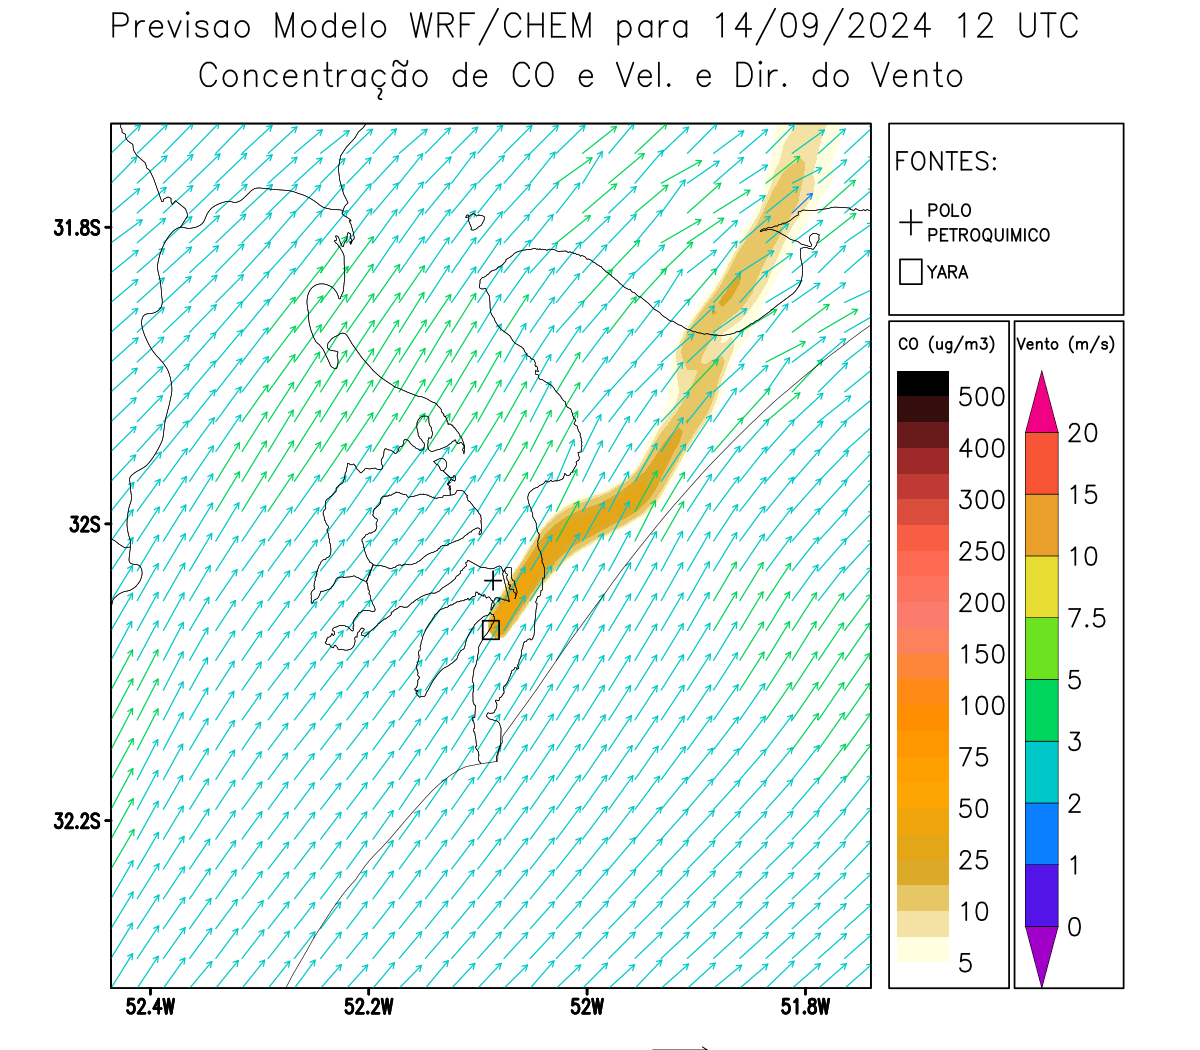 Previsao Modelo WRF/CHEM para 14/09/2024 12 UTC
Concentração de CO e Vel. e Dir. do Vento
FONTES:
POLO
PETROQUIMICO
YARA
CO (ug/m3)
500
400
300
250
200
150
100
75
50
25
10
5
Vento (m/s)
20
15
10
7.5
5
3
2
1
0
31.8S
32S
32.2S
52.4W
52.2W
52W
51.8W